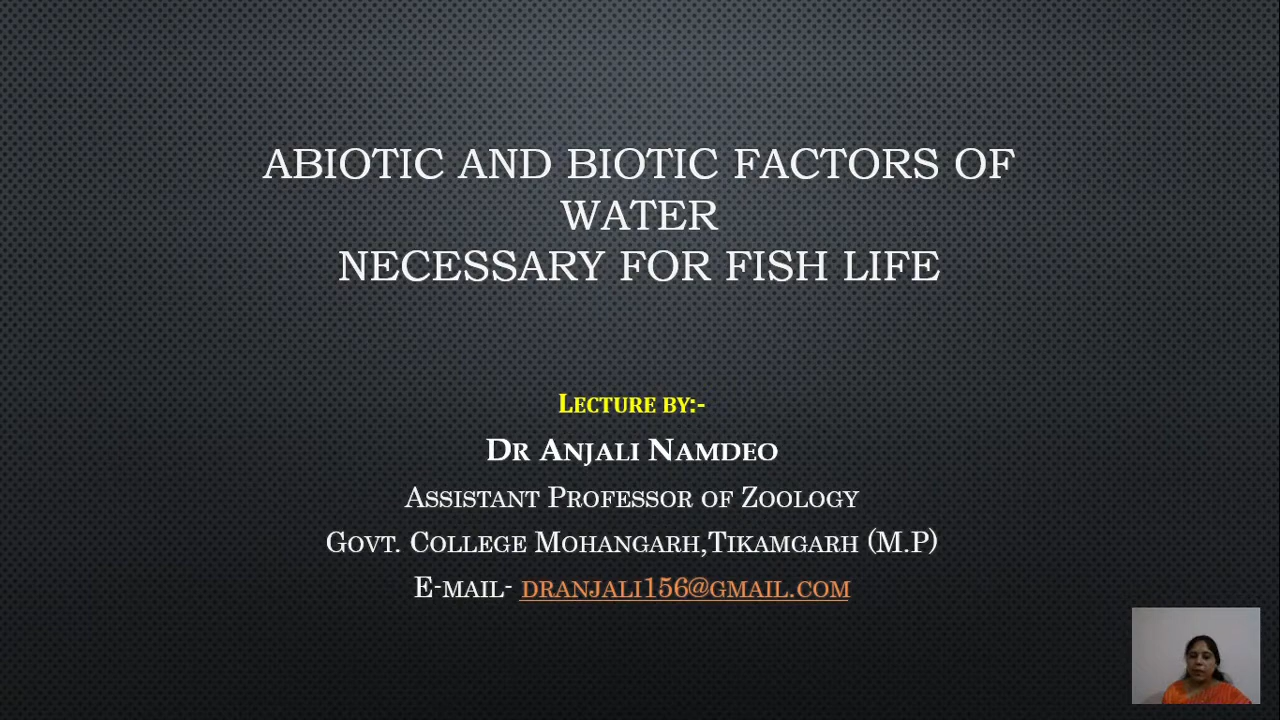 ABIOTIC AND BIOTIC FACTORS OF
WATER
NECESSARY FOR FISH LIFE
LECTURE BY:-
DR ANJALI NAMDEO
ASSISTANT PROFESSOR OF ZOOLOGY
GOVT. COLLEGE MOHANGARH,TIKAMGARH (M.P)
E-MAIL- DRANJALI156@GMAIL.COM